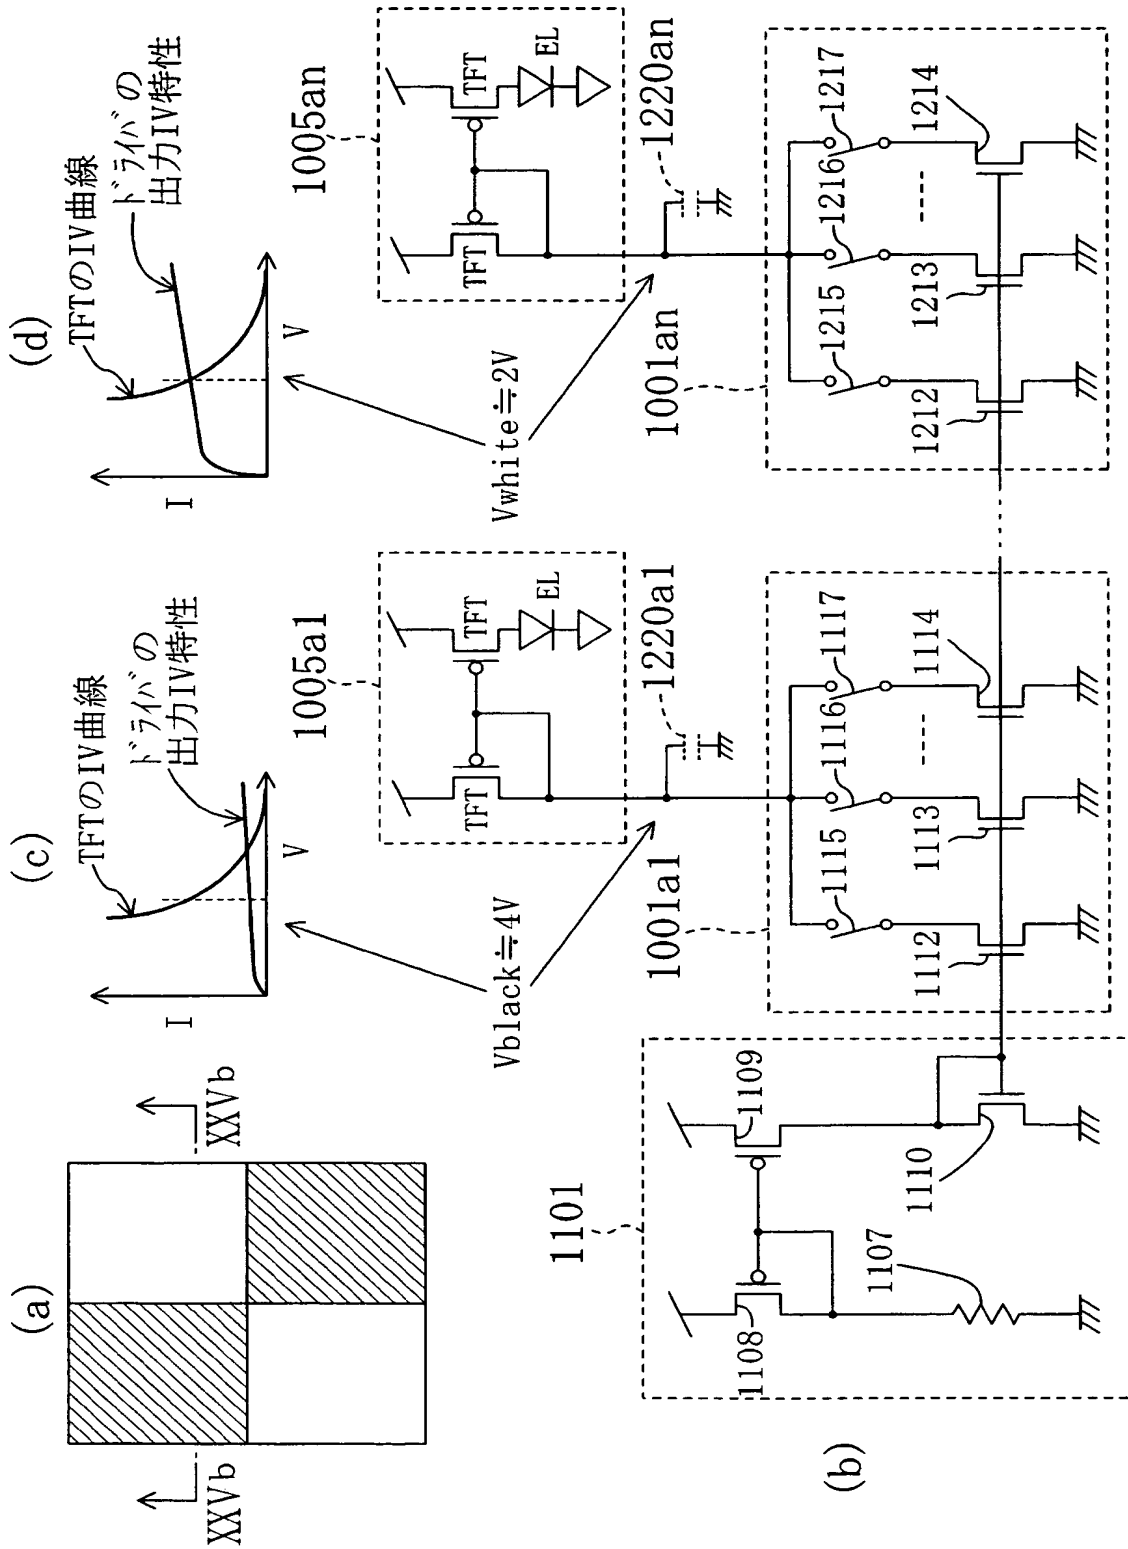 (a)
XXVb
XXVb
(c)
TFTのIV曲線
ドライバの
出力IV特性
I
V
Vblack≒4V
(d)
TFTのIV曲線
ドライバの
出力IV特性
I
V
Vwhite≒2V
(b)
1101
1108
1109
1107
1110
1005a1
TFT
TFT
EL
1220a1
1001a1
1115
1116
1117
1112
1113
1114
1005an
TFT
TFT
EL
1220an
1001an
1215
1216
1217
1212
1213
1214